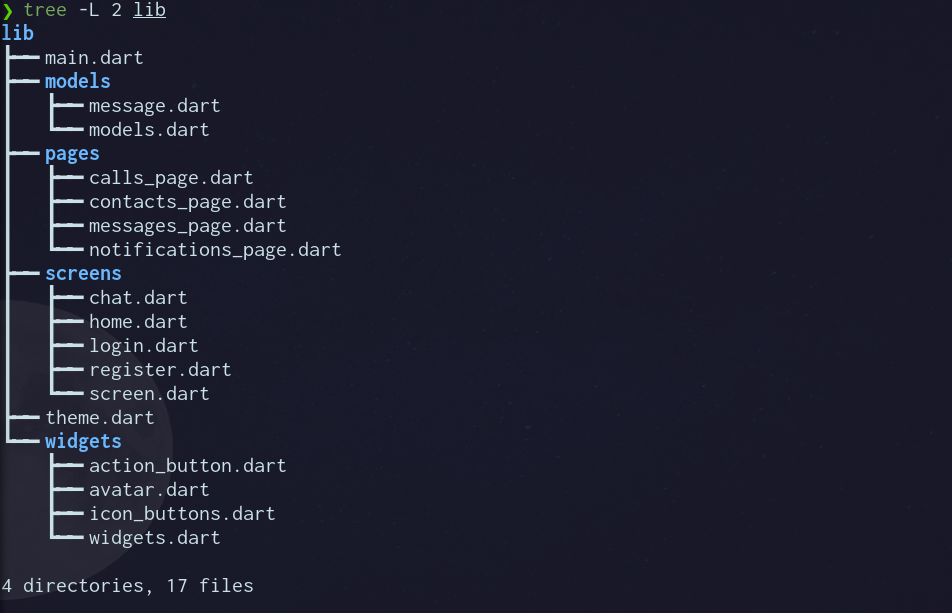 ❯ tree -L 2 lib
lib
├── main.dart
├── models
│   ├── message.dart
│   └── models.dart
├── pages
│   ├── calls_page.dart
│   ├── contacts_page.dart
│   ├── messages_page.dart
│   └── notifications_page.dart
├── screens
│   ├── chat.dart
│   ├── home.dart
│   ├── login.dart
│   ├── register.dart
│   └── screen.dart
├── theme.dart
└── widgets
    ├── action_button.dart
    ├── avatar.dart
    ├── icon_buttons.dart
    └── widgets.dart

4 directories, 17 files